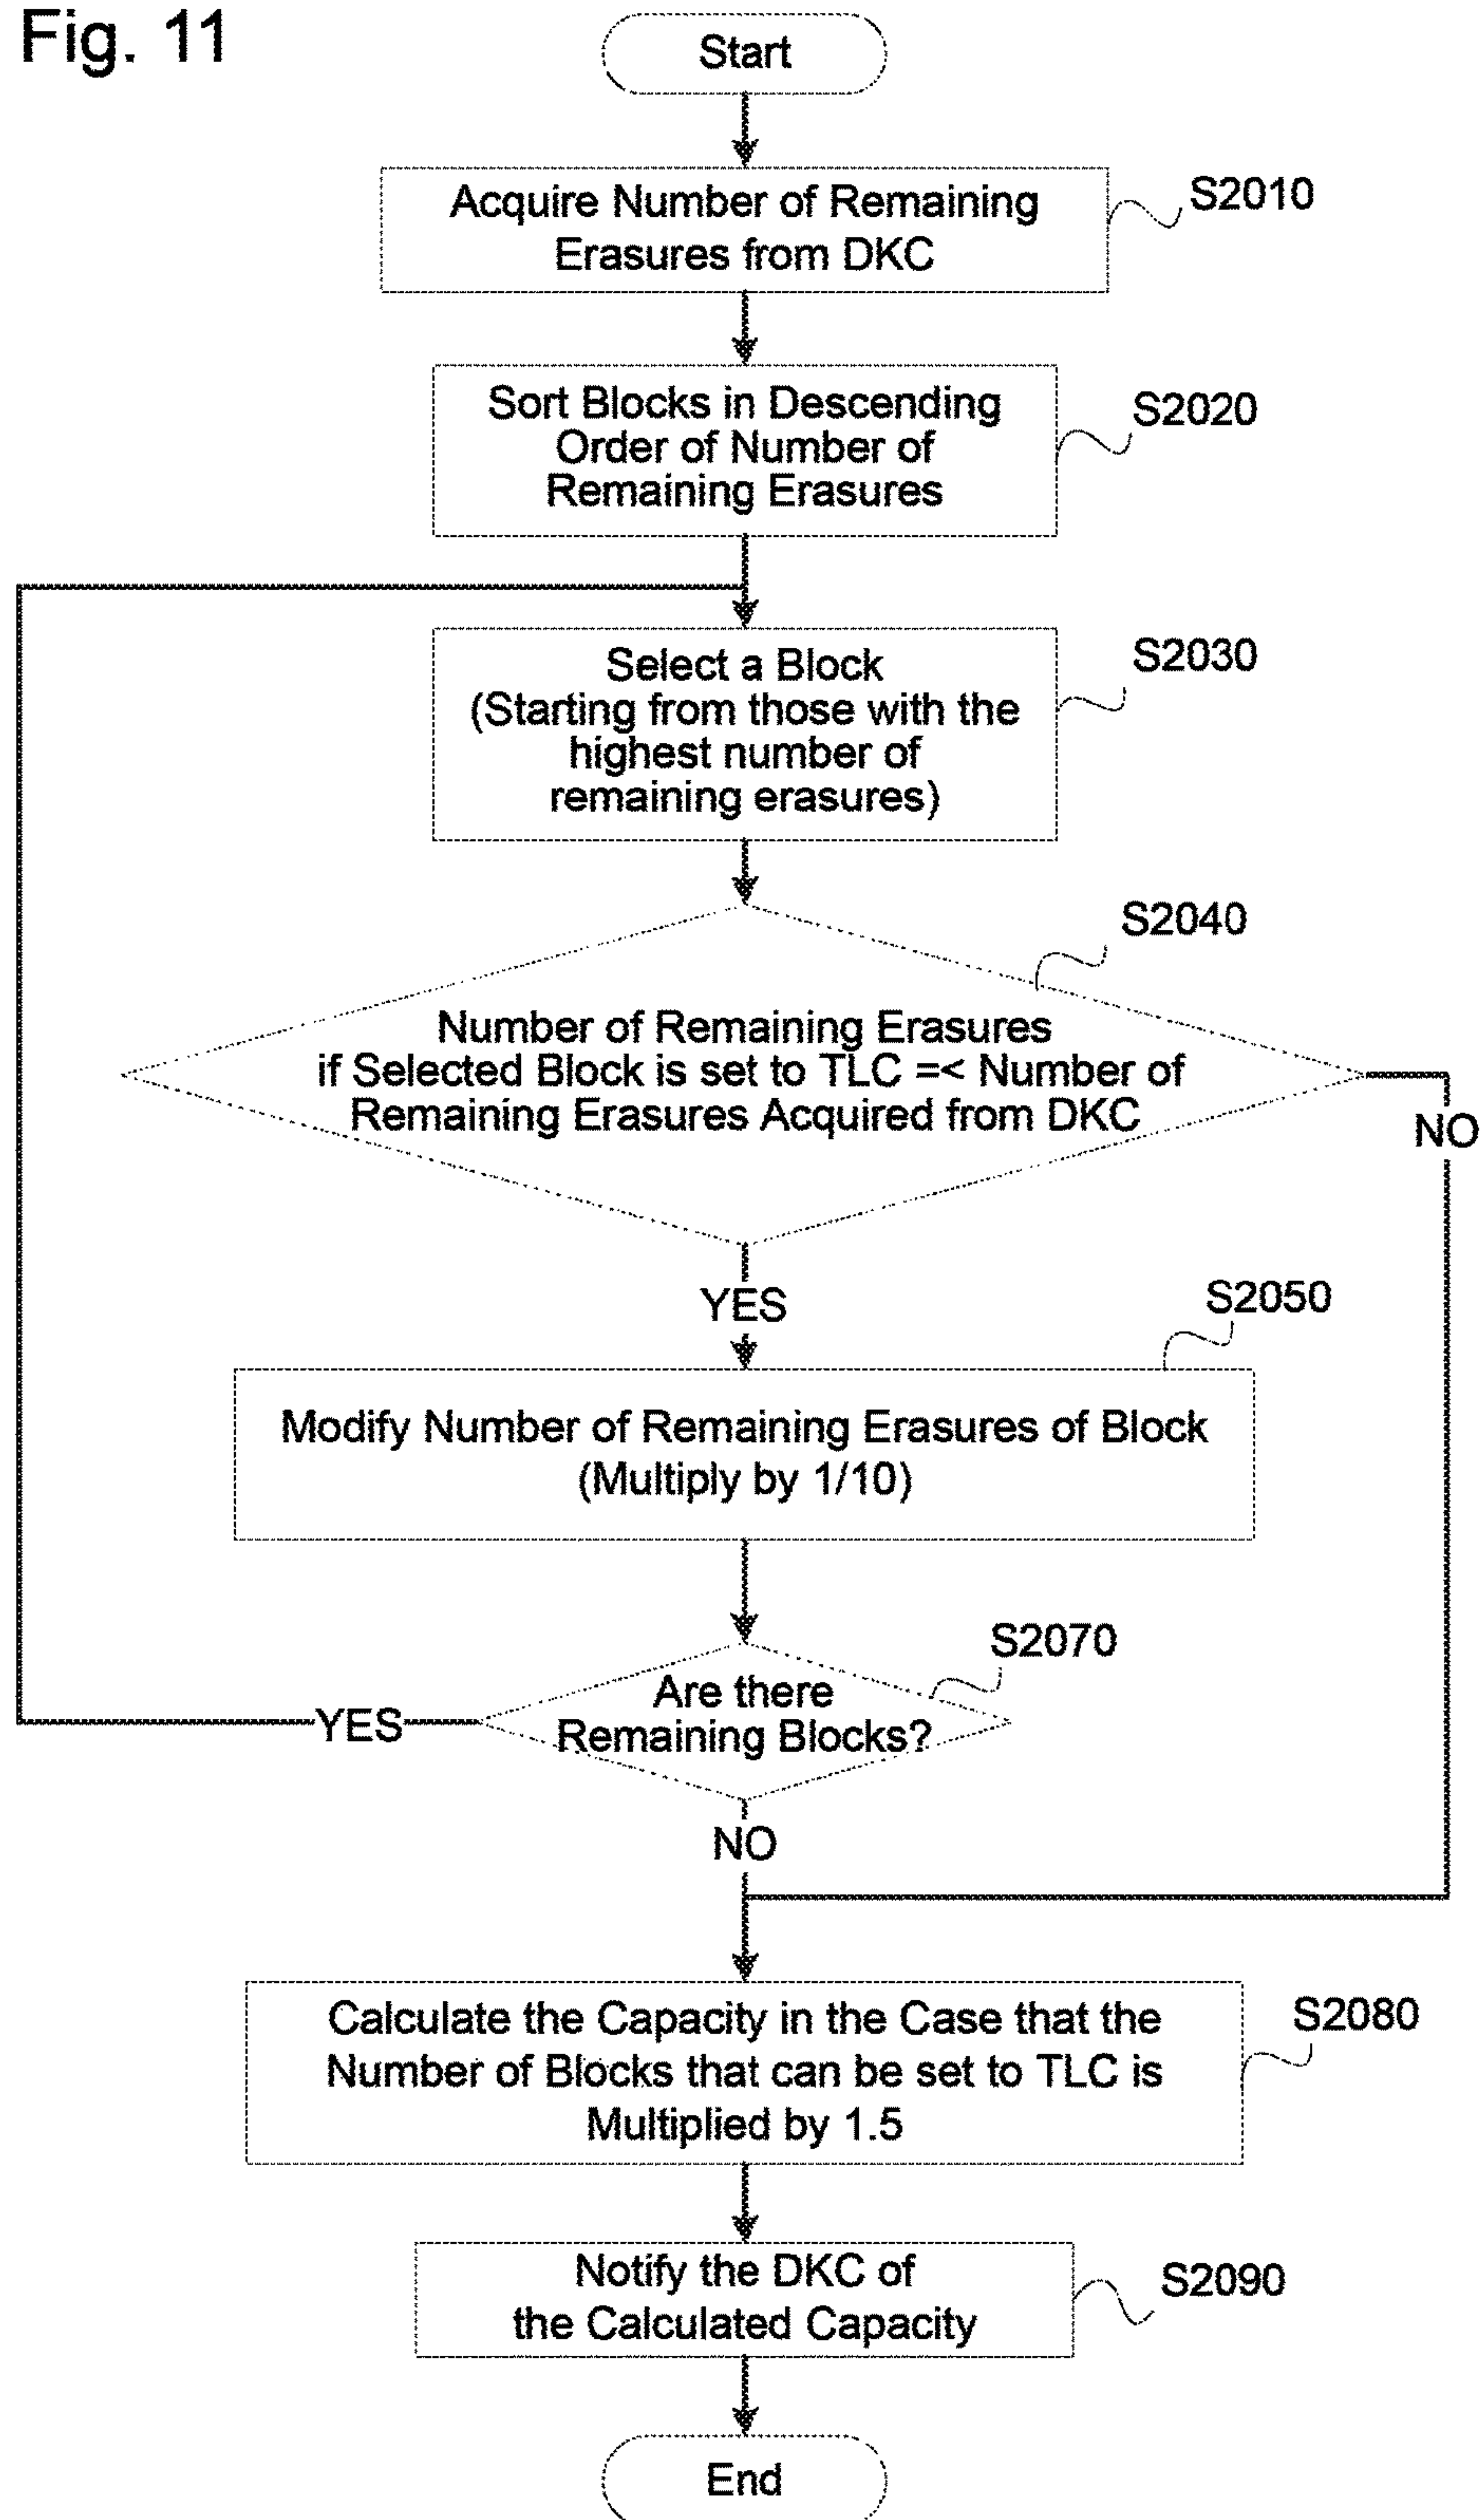 Fig. 11
Start
Acquire Number of Remaining
Erasures from DKC
S2010
Sort Blocks in Descending
Order of Number of
Remaining Erasures
S2020
Select a Block
(Starting from those with the
highest number of
remaining erasures)
S2030
S2040
Number of Remaining Erasures
if Selected Block is set to TLC =< Number of
Remaining Erasures Acquired from DKC
NO
YES
S2050
Modify Number of Remaining Erasures of Block
(Multiply by 1/10)
S2070
Are there
Remaining Blocks?
YES
NO
Calculate the Capacity in the Case that the
Number of Blocks that can be set to TLC is
Multiplied by 1.5
S2080
Notify the DKC of
the Calculated Capacity
S2090
End